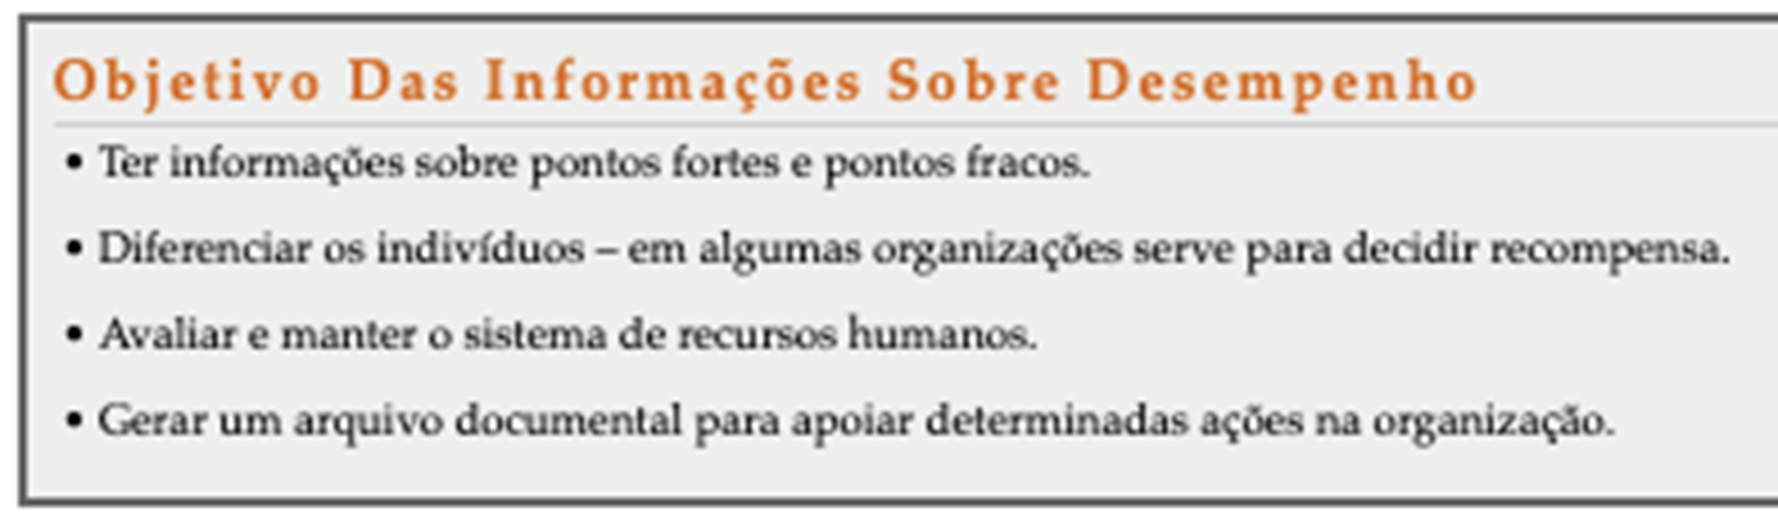 Objetivo Das Informações Sobre Desempenho
• Ter informações sobre pontos fortes e pontos fracos.
• Diferenciar os indivíduos – em algumas organizações serve para decidir recompensa.
• Avaliar e manter o sistema de recursos humanos.
• Gerar um arquivo documental para apoiar determinadas ações na organização.